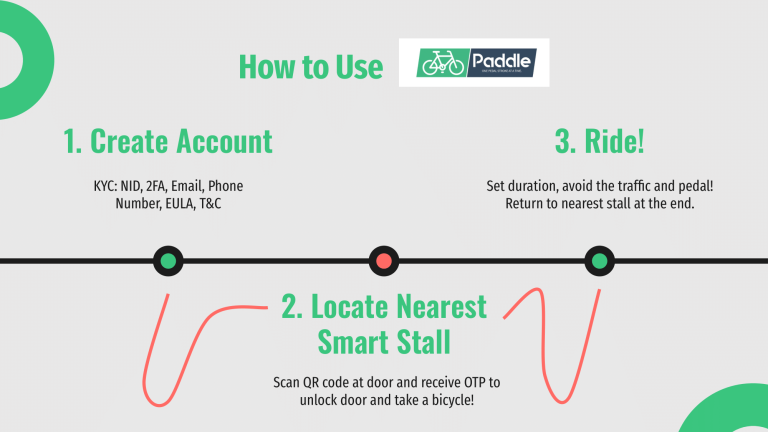 How to Use
Paddle
1. Create Account
KYC: NID, 2FA, Email, Phone
Number, EULA, T&C
3. Ride!
Set duration, avoid the traffic and pedal!
Return to nearest stall at the end.
2. Locate Nearest
Smart Stall
Scan QR code at door and receive OTP to
unlock door and take a bicycle!